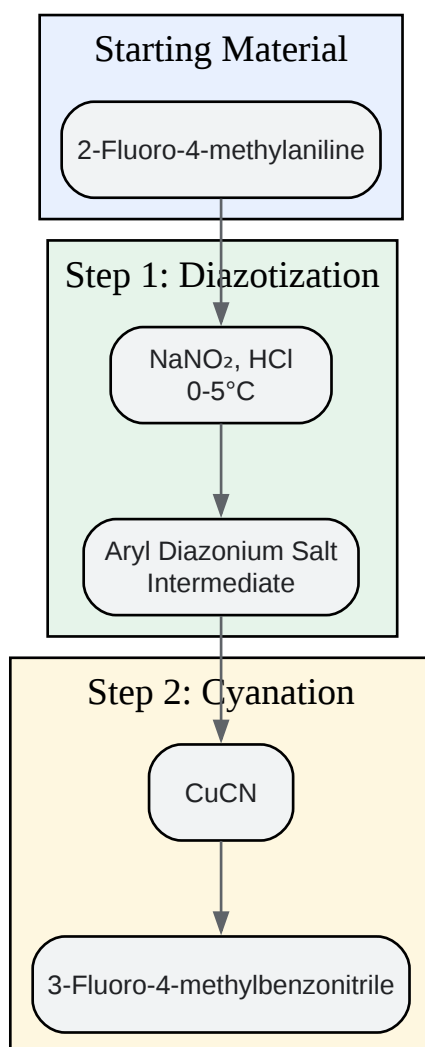 Starting Material
2-Fluoro-4-methylaniline
Step 1: Diazotization
NaNO₂, HCl
0-5°C
Aryl Diazonium Salt
Intermediate
Step 2: Cyanation
CuCN
3-Fluoro-4-methylbenzonitrile